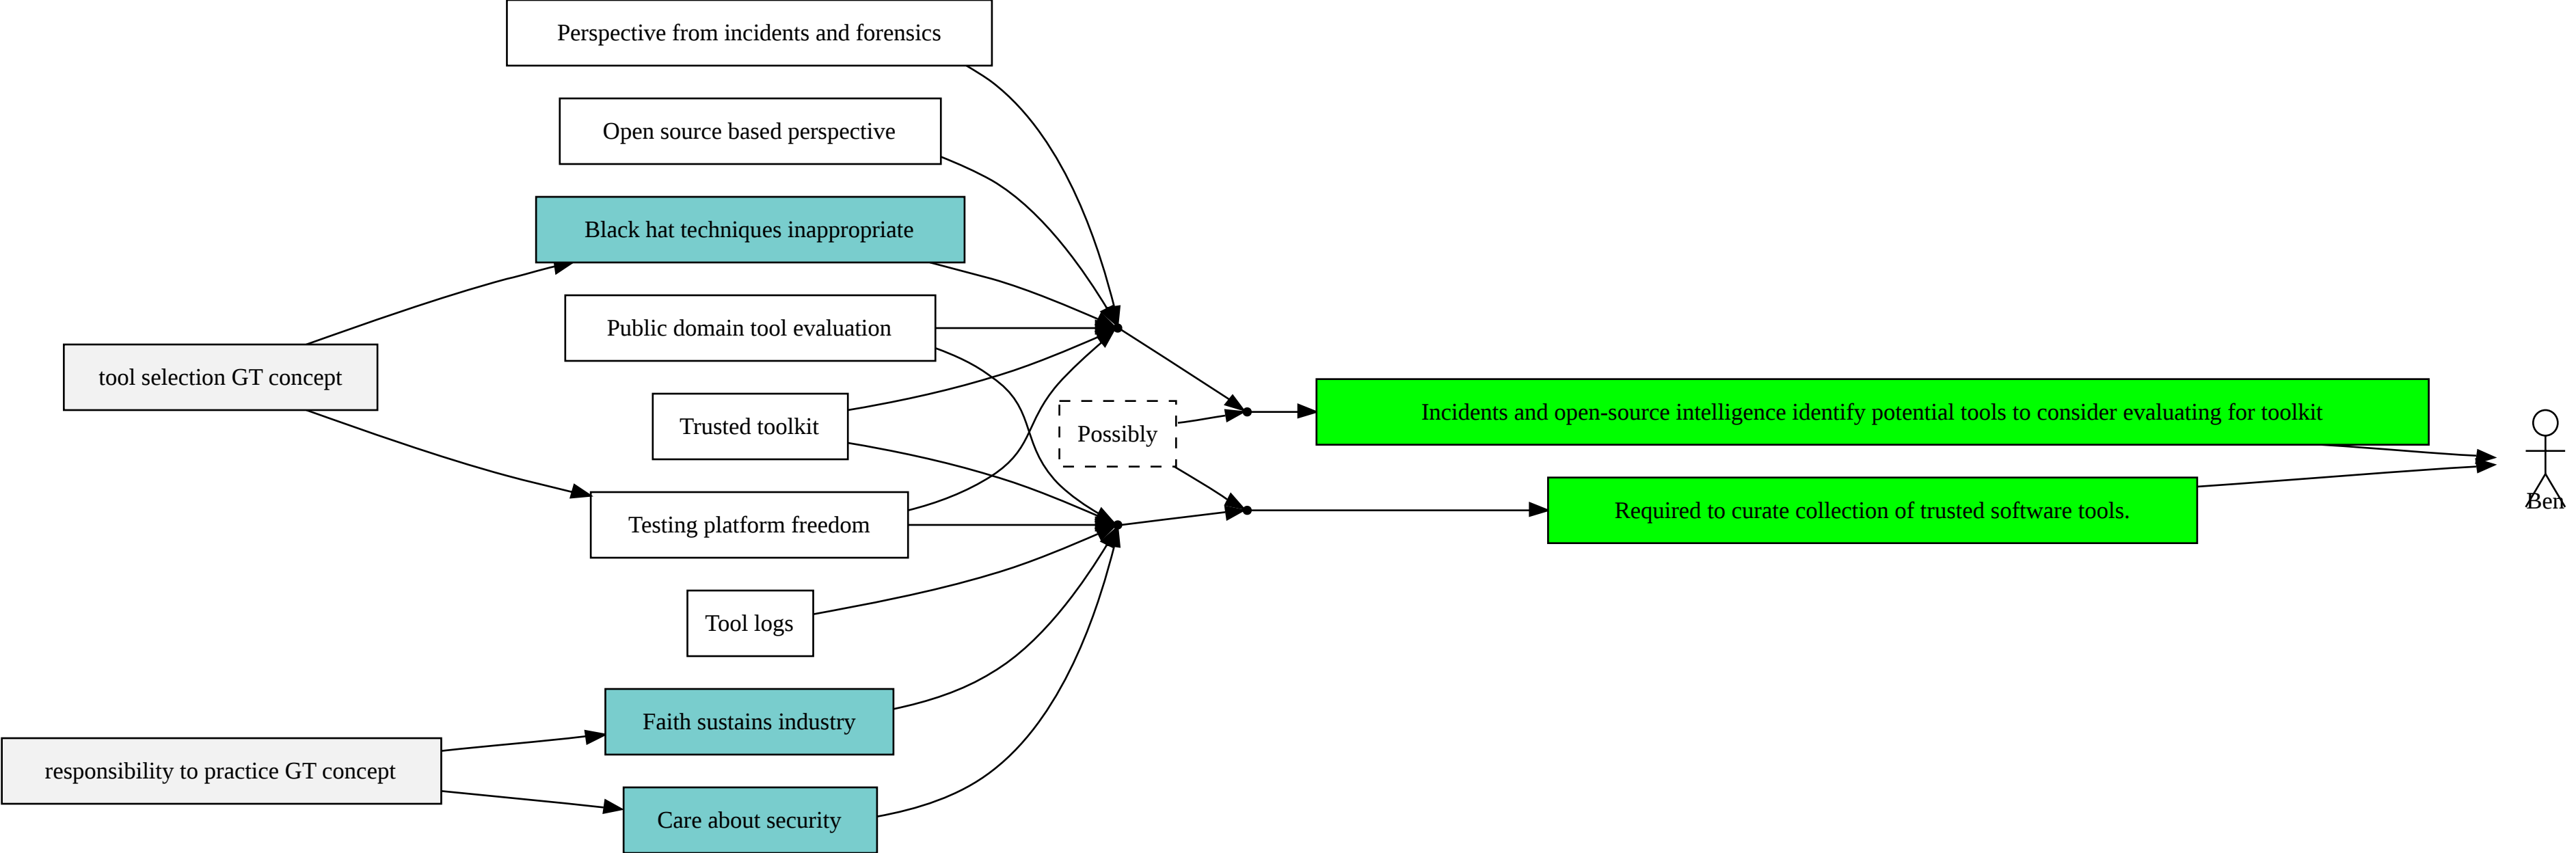 Perspective from incidents and forensics
Open source based perspective
Black hat techniques inappropriate
Public domain tool evaluation
tool selection GT concept
Trusted toolkit
Possibly
Incidents and open-source intelligence identify potential tools to consider evaluating for toolkit
Ben
Required to curate collection of trusted software tools.
Testing platform freedom
Tool logs
Faith sustains industry
responsibility to practice GT concept
Care about security